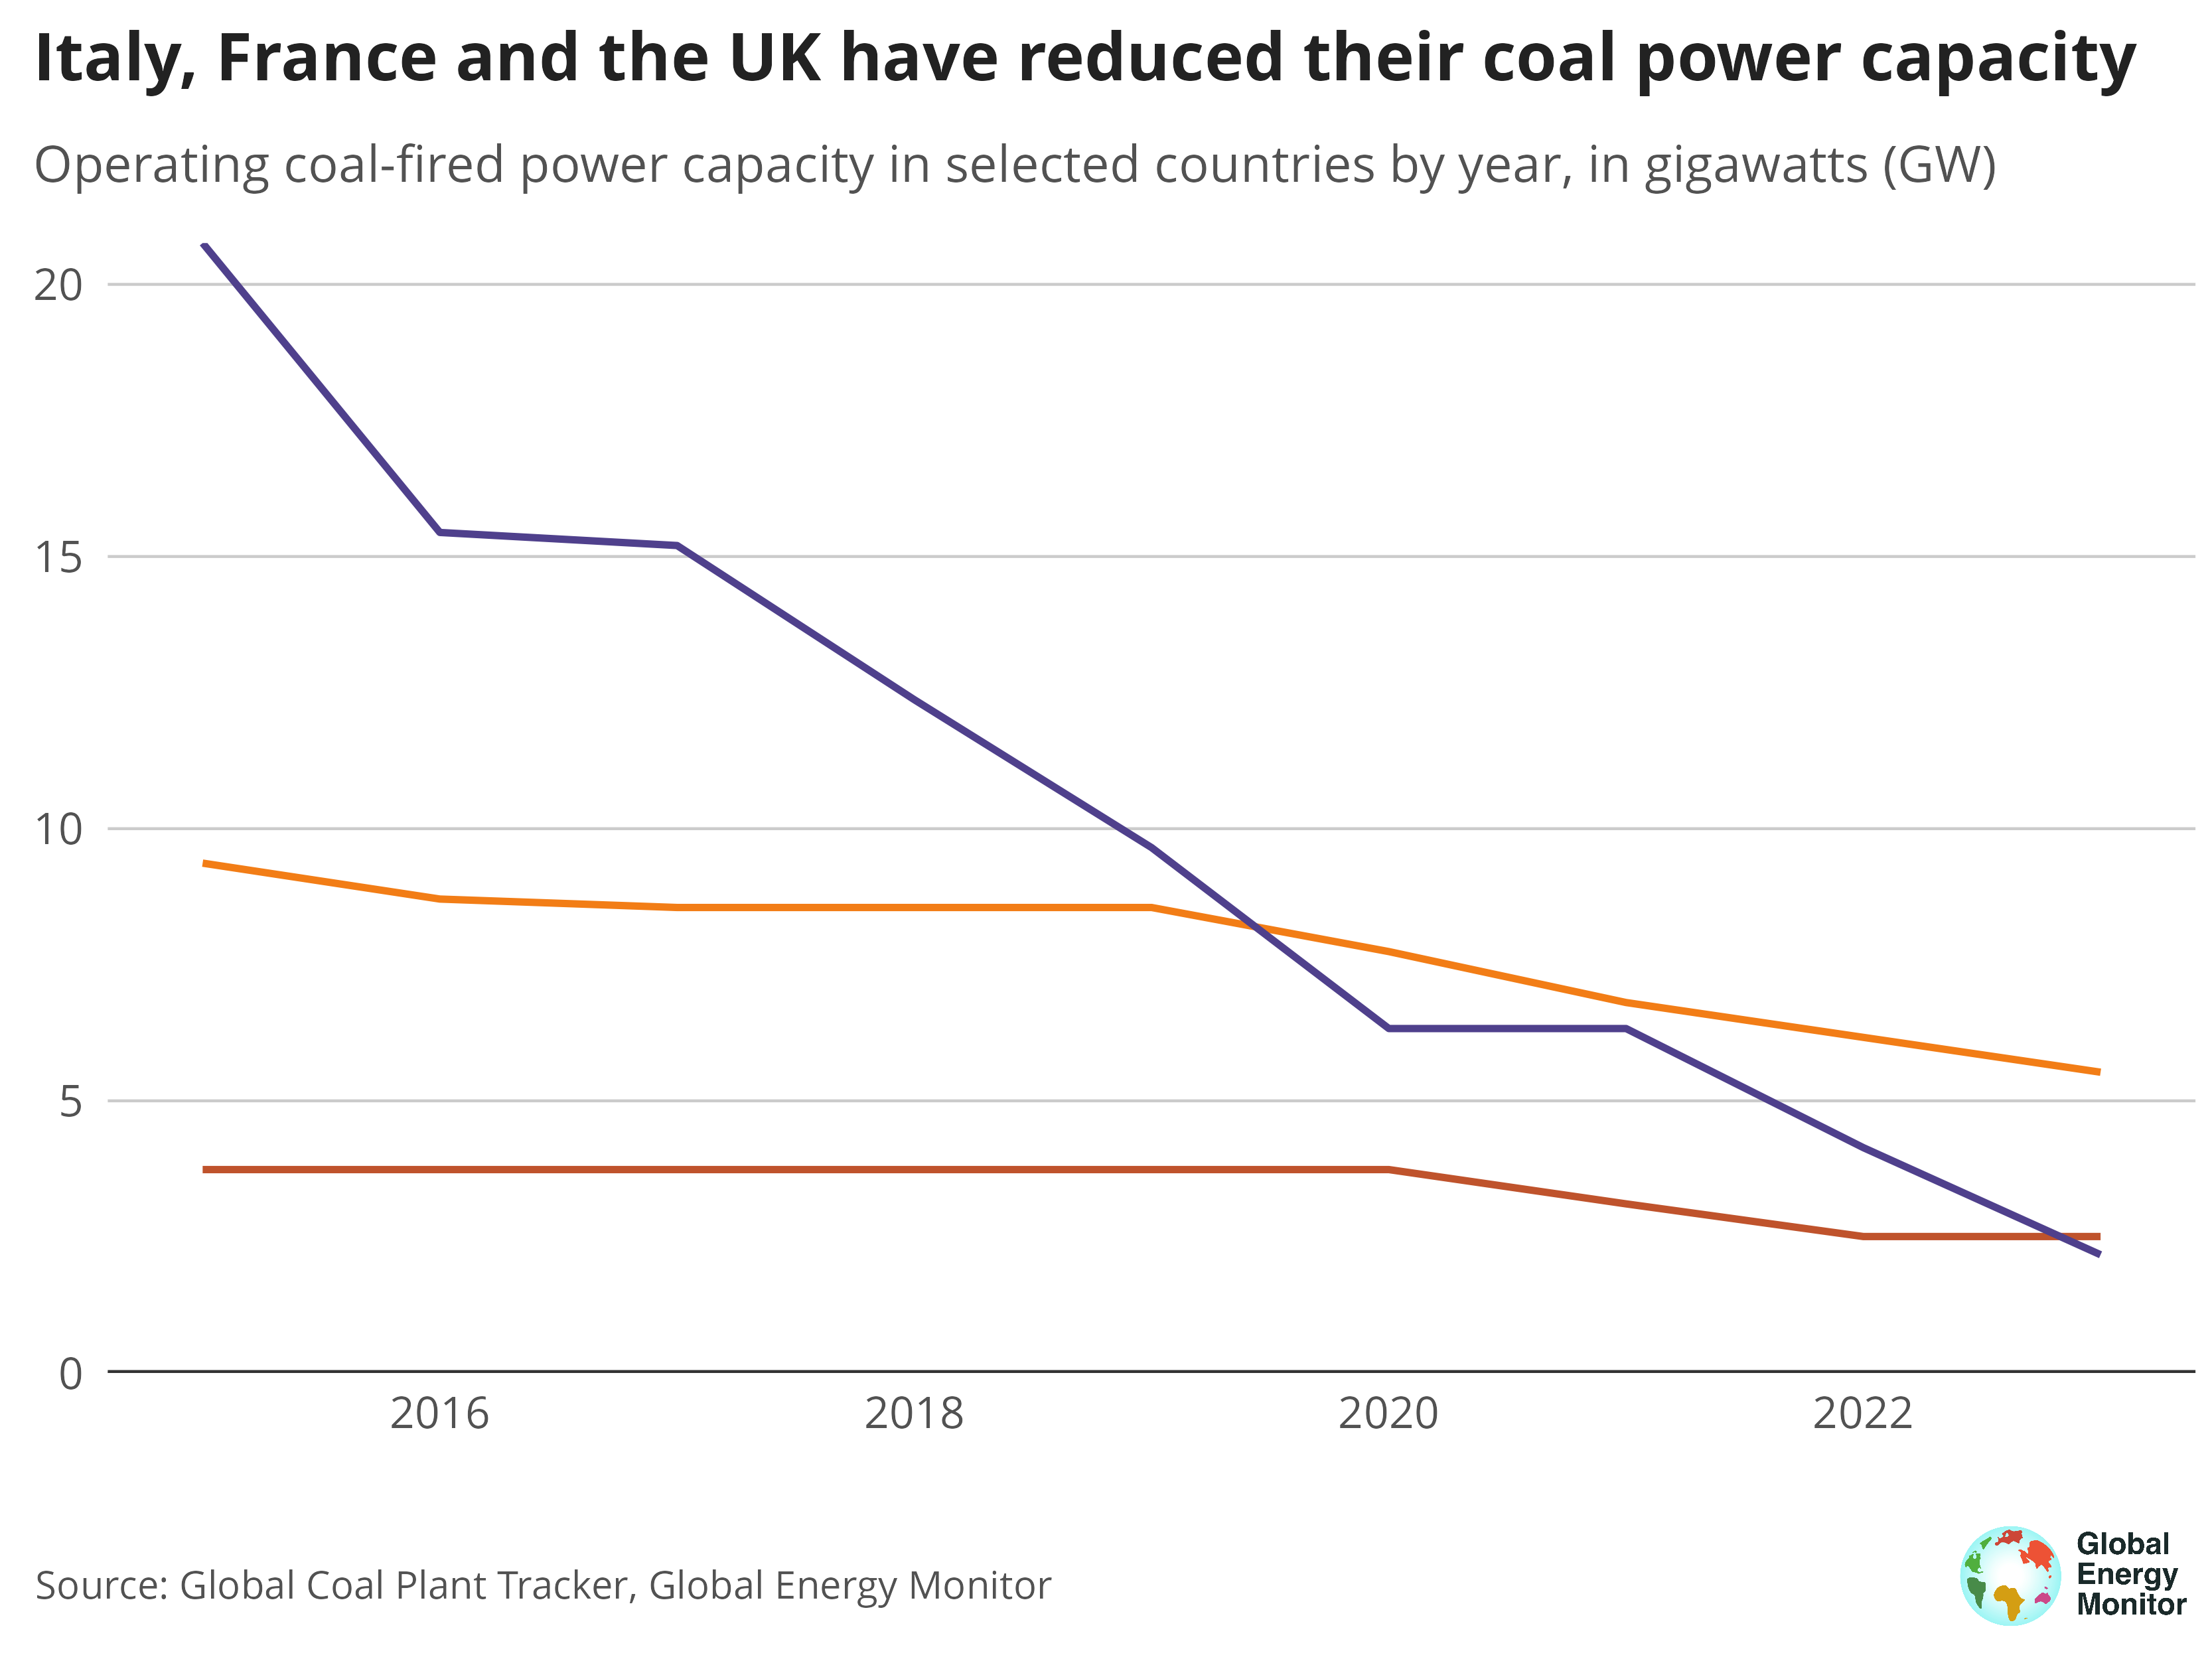 Italy, France and the UK have reduced their coal power capacity
Operating coal-fired power capacity in selected countries by year, in gigawatts (GW)
20
15
10
5
0
2016 2018 2020 2022
Source: Global Coal Plant Tracker, Global Energy Monitor
Global
Energy
Monitor